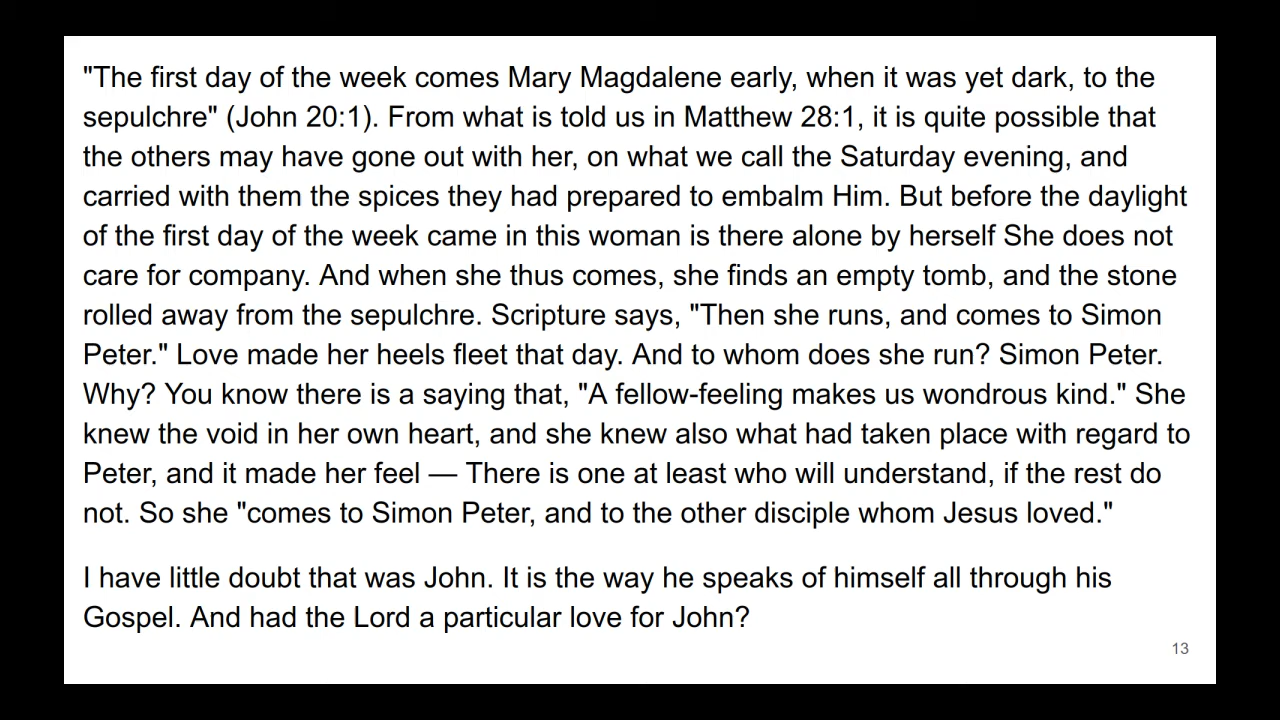 "The first day of the week comes Mary Magdalene early, when it was yet dark, to the
sepulchre" (John 20:1). From what is told us in Matthew 28:1, it is quite possible that
the others may have gone out with her, on what we call the Saturday evening, and
carried with them the spices they had prepared to embalm Him. But before the daylight
of the first day of the week came in this woman is there alone by herself She does not
care for company. And when she thus comes, she finds an empty tomb, and the stone
rolled away from the sepulchre. Scripture says, "Then she runs, and comes to Simon
Peter." Love made her heels fleet that day. And to whom does she run? Simon Peter.
Why? You know there is a saying that, "A fellow-feeling makes us wondrous kind." She
knew the void in her own heart, and she knew also what had taken place with regard to
Peter, and it made her feel — There is one at least who will understand, if the rest do
not. So she "comes to Simon Peter, and to the other disciple whom Jesus loved."
I have little doubt that was John. It is the way he speaks of himself all through his
Gospel. And had the Lord a particular love for John?
13